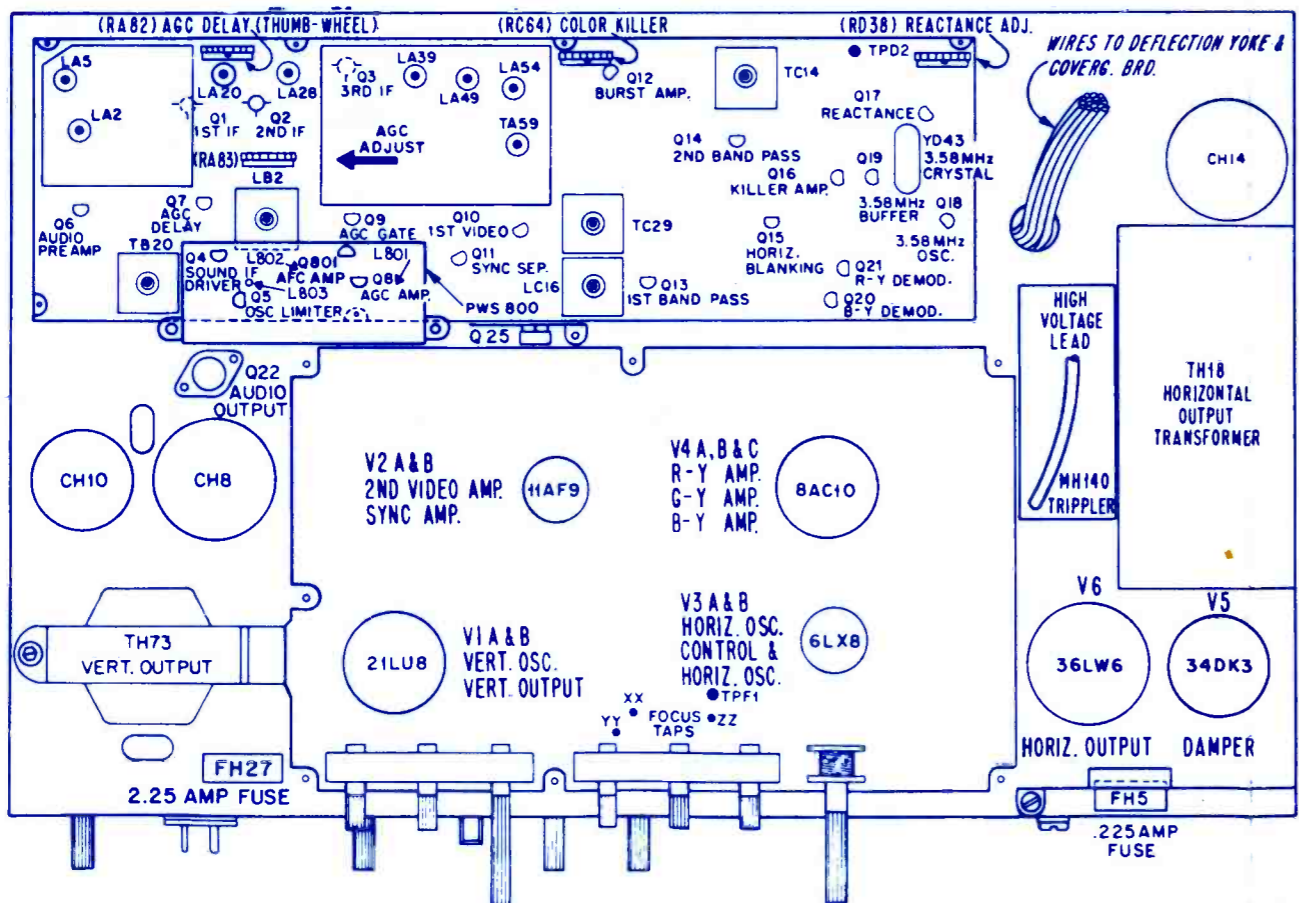 (RA82) AGC DELAY (THUMB-WHEEL)
(RC64) COLOR KILLER
(RD38) REACTANCE ADJ.
WIRES TO DEFLECTION YOKE &
COVERG. BRD.
LA5
LA2
LA20
LA28
Q1
1ST IF
Q2
2ND IF
Q3
3RD IF
LA39
LA49
LA54
TA59
AGC
ADJUST
(RA83)
LB2
Q12
BURST AMP.
TC14
TPD2
Q17
REACTANCE
Q14
2ND BAND PASS
Q16
KILLER AMP.
Q19
3.58MHz
BUFFER
YD43
3.58MHz
CRYSTAL
Q18
3.58MHz
OSC.
CH14
Q6
AUDIO
PREAMP
Q7
AGC
DELAY
TB20
Q9
AGC GATE
Q10
1ST VIDEO
Q11
SYNC SEP.
TC29
LC16
Q13
1ST BAND PASS
Q15
HORIZ.
BLANKING
Q21
R-Y DEMOD.
Q20
B-Y DEMOD.
Q4
SOUND IF
DRIVER
L802
Q801
AFC AMP
L801
Q8
AGC AMP.
L803
Q5
OSC LIMITER
PWS 800
Q25
Q22
AUDIO
OUTPUT
HIGH
VOLTAGE
LEAD
MH140
TRIPPLER
TH18
HORIZONTAL
OUTPUT
TRANSFORMER
CH10
CH8
V2 A&B
2ND VIDEO AMP.
SYNC AMP.
11AF9
V4 A,B & C
R-Y AMP.
G-Y AMP.
B-Y AMP.
8AC10
TH73
VERT. OUTPUT
21LU8
V1 A & B
VERT. OSC.
VERT. OUTPUT
V3 A & B
HORIZ. OSC.
CONTROL &
HORIZ. OSC.
6LX8
TPF1
XX
YY
FOCUS
TAPS
ZZ
V6
36LW6
HORIZ. OUTPUT
V5
34DK3
DAMPER
FH27
2.25 AMP FUSE
FH5
.225AMP
FUSE